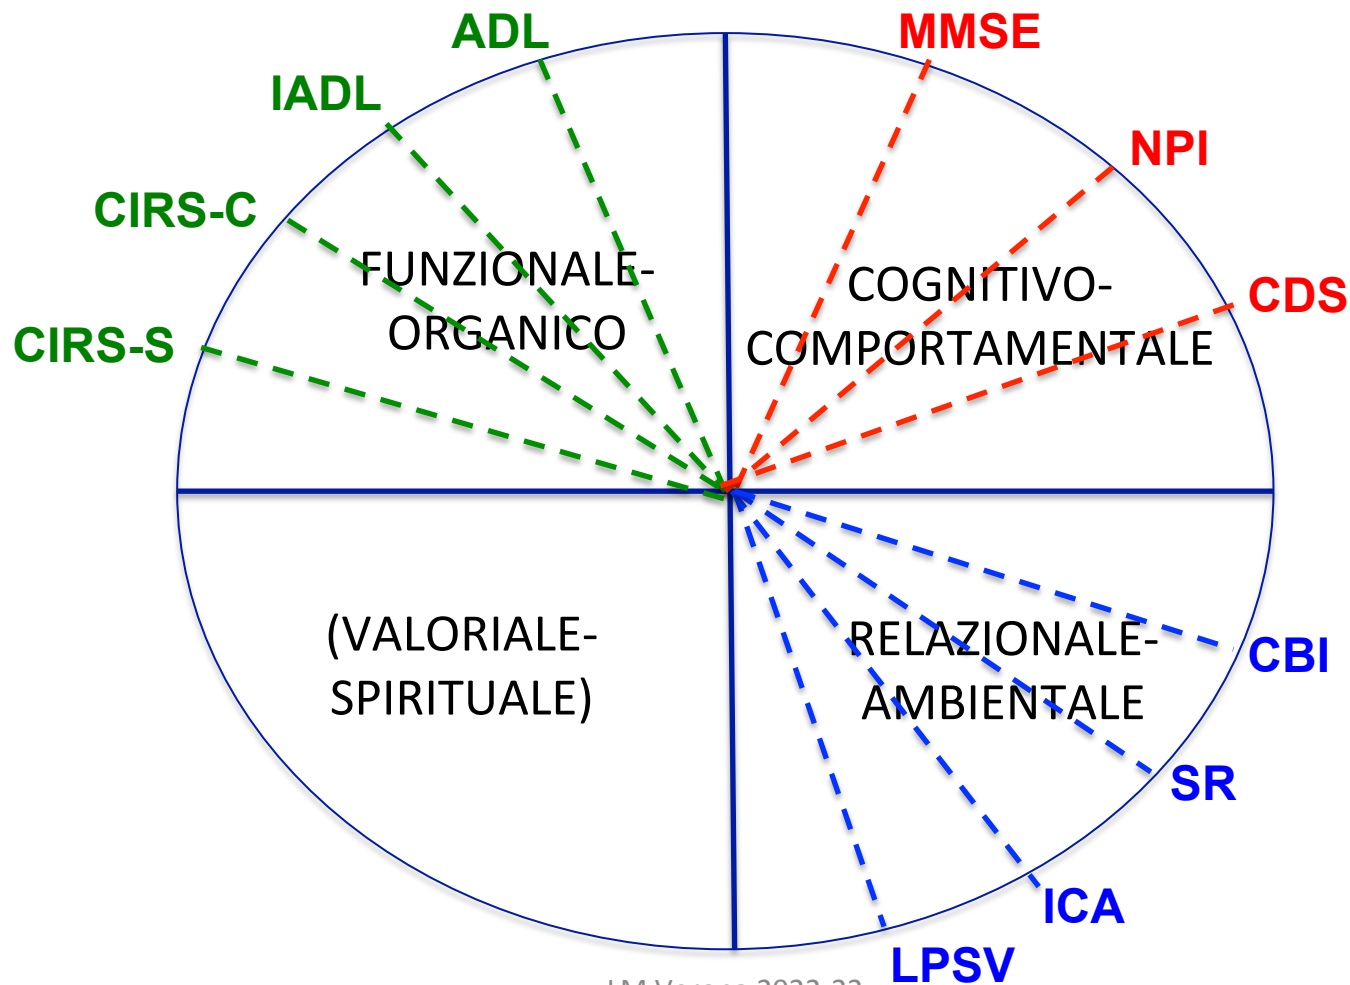 ADL
MMSE
IADL
NPI
CIRS-C
FUNZIONALE-
ORGANICO
COGNITIVO-
COMPORTAMENTALE
CDS
CIRS-S
(VALORIALE-
SPIRITUALE)
RELAZIONALE-
AMBIENTALE
CBI
SR
ICA
LPSV